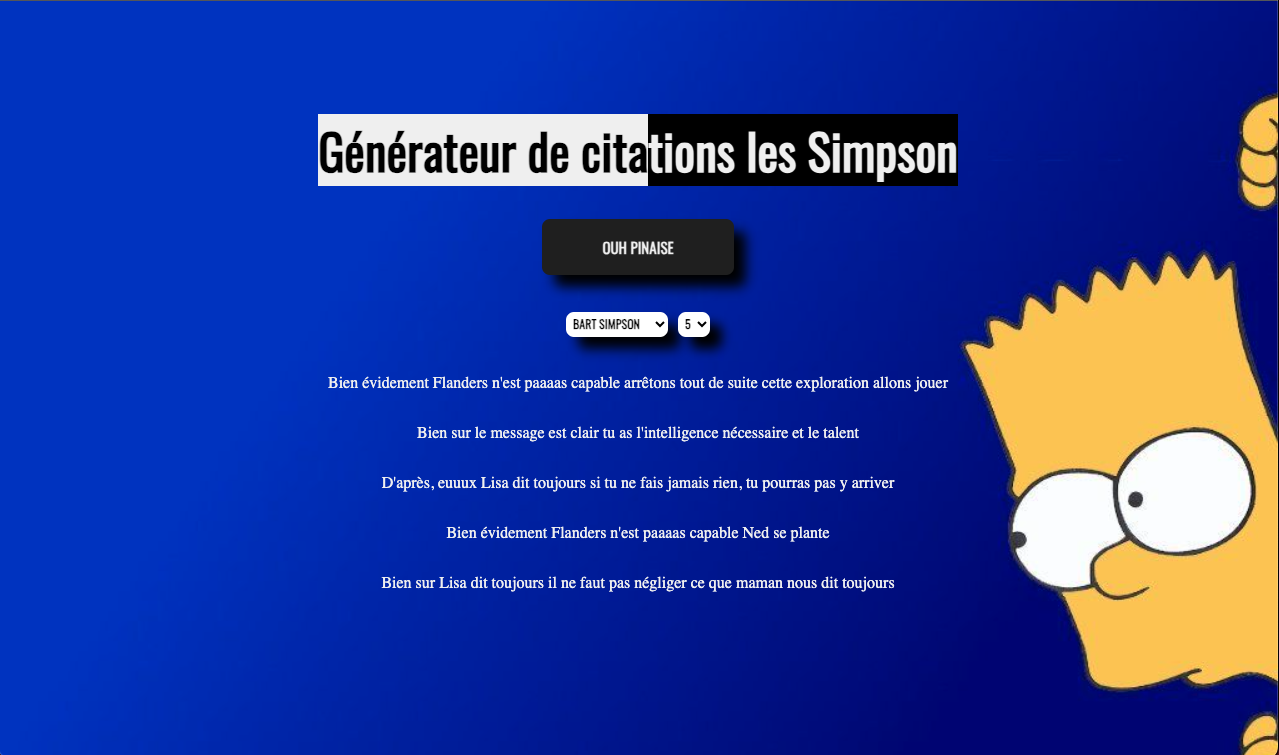 Générateur de citations les Simpson
OUH PINAISE
BART SIMPSON 5
Bien évidement Flanders n'est paaaas capable arrêtons tout de suite cette exploration allons jouer
Bien sur le message est clair tu as l'intelligence nécessaire et le talent
D'après, euuux Lisa dit toujours si tu ne fais jamais rien, tu pourras pas y arriver
Bien évidement Flanders n'est paaaas capable Ned se plante
Bien sur Lisa dit toujours il ne faut pas négliger ce que maman nous dit toujours